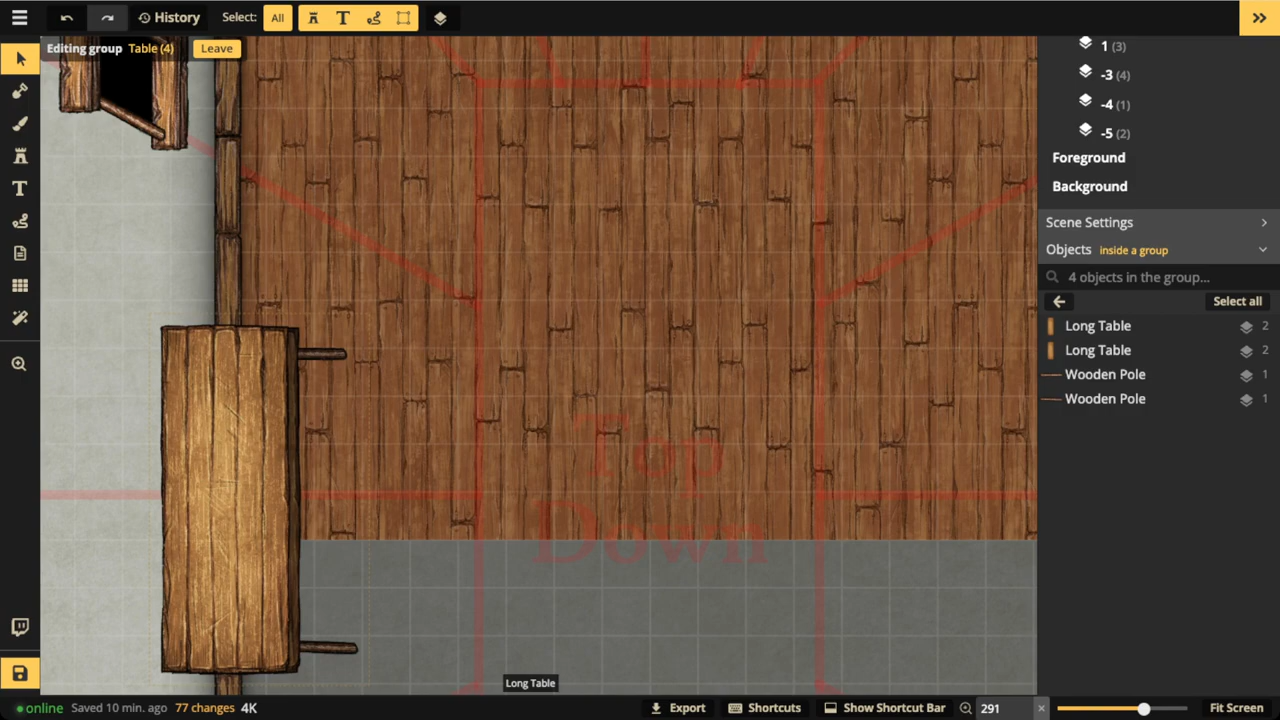 History
Select:
All
T
Editing group Table (4)
Leave
T
1 (3)
-3 (4)
-4 (1)
-5 (2)
Foreground
Background
Scene Settings
Objects inside a group
4 objects in the group...
Select all
Long Table 2
Long Table 2
Wooden Pole 1
Wooden Pole 1
Top
Down
Long Table
online Saved 10 min. ago 77 changes 4K
Export
Shortcuts
Show Shortcut Bar
291
Fit Screen